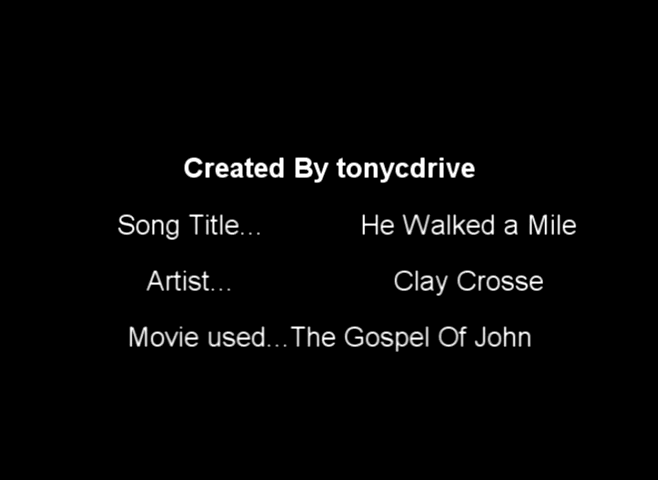 Created By tonycdrive
Song Title... He Walked a Mile
Artist... Clay Crosse
Movie used...The Gospel Of John